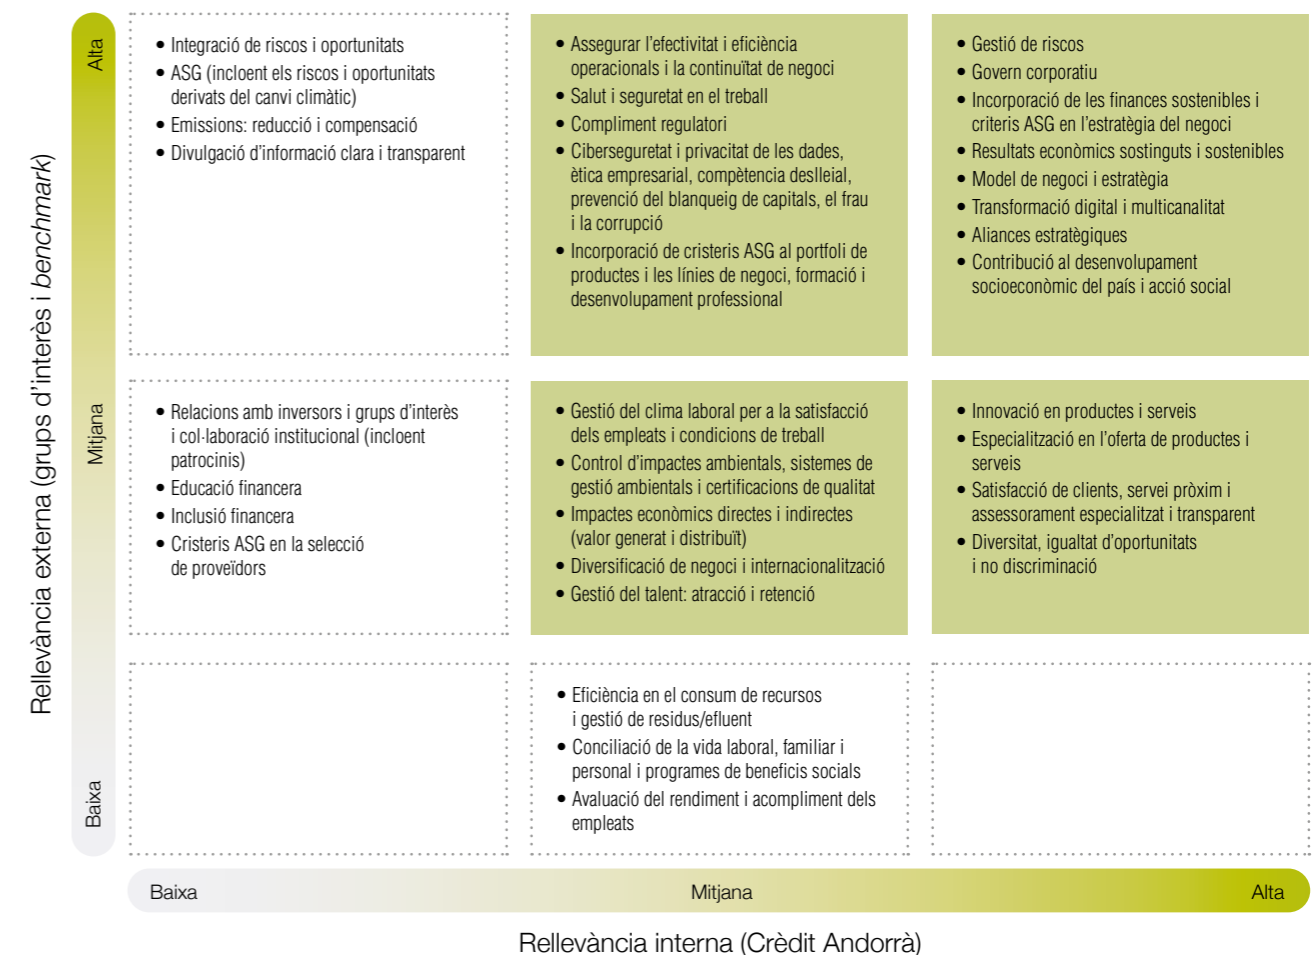 Rellevància externa (grups d'interès i benchmark)
Alta
Mitjana
Baixa
• Integració de riscos i oportunitats
• ASG (incloent els riscos i oportunitats
derivats del canvi climàtic)
• Emissions: reducció i compensació
• Divulgació d'informació clara i transparent
• Assegurar l'efectivitat i eficiència
operacionals i la continuïtat de negoci
• Salut i seguretat en el treball
• Compliment regulatori
• Ciberseguretat i privacitat de les dades,
ètica empresarial, compètencia deslleial,
prevenció del blanqueig de capitals, el frau
i la corrupció
• Incorporació de cristeris ASG al portfoli de
productes i les línies de negoci, formació i
desenvolupament professional
• Gestió de riscos
• Govern corporatiu
• Incorporació de les finances sostenibles i
criteris ASG en l'estratègia del negoci
• Resultats econòmics sostinguts i sostenibles
• Model de negoci i estratègia
• Transformació digital i multicanalitat
• Aliances estratègiques
• Contribució al desenvolupament
socioeconòmic del país i acció social
• Relacions amb inversors i grups d'interès
i col·laboració institucional (incloent
patrocinis)
• Educació financera
• Inclusió financera
• Cristeris ASG en la selecció
de proveïdors
• Gestió del clima laboral per a la satisfacció
dels empleats i condicions de treball
• Control d'impactes ambientals, sistemes de
gestió ambientals i certificacions de qualitat
• Impactes econòmics directes i indirectes
(valor generat i distribuït)
• Diversificació de negoci i internacionalització
• Gestió del talent: atracció i retenció
• Innovació en productes i serveis
• Especialització en l'oferta de productes i
serveis
• Satisfacció de clients, servei pròxim i
assessorament especialitzat i transparent
• Diversitat, igualtat d'oportunitats
i no discriminació
• Eficiència en el consum de recursos
i gestió de residus/efluent
• Conciliació de la vida laboral, familiar i
personal i programes de beneficis socials
• Avaluació del rendiment i acompliment dels
empleats
Baixa
Mitjana
Alta
Rellevància interna (Crèdit Andorrà)